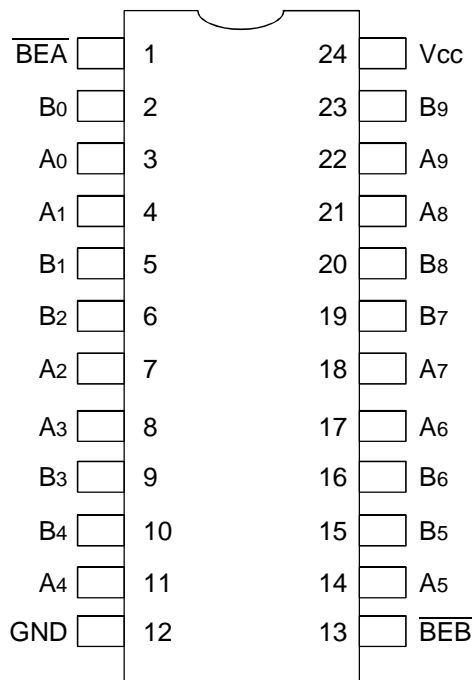 B̅E̅A̅ 1 24 Vcc
B0 2 23 B9
A0 3 22 A9
A1 4 21 A8
B1 5 20 B8
B2 6 19 B7
A2 7 18 A7
A3 8 17 A6
B3 9 16 B6
B4 10 15 B5
A4 11 14 A5
GND 12 13 B̅E̅B̅